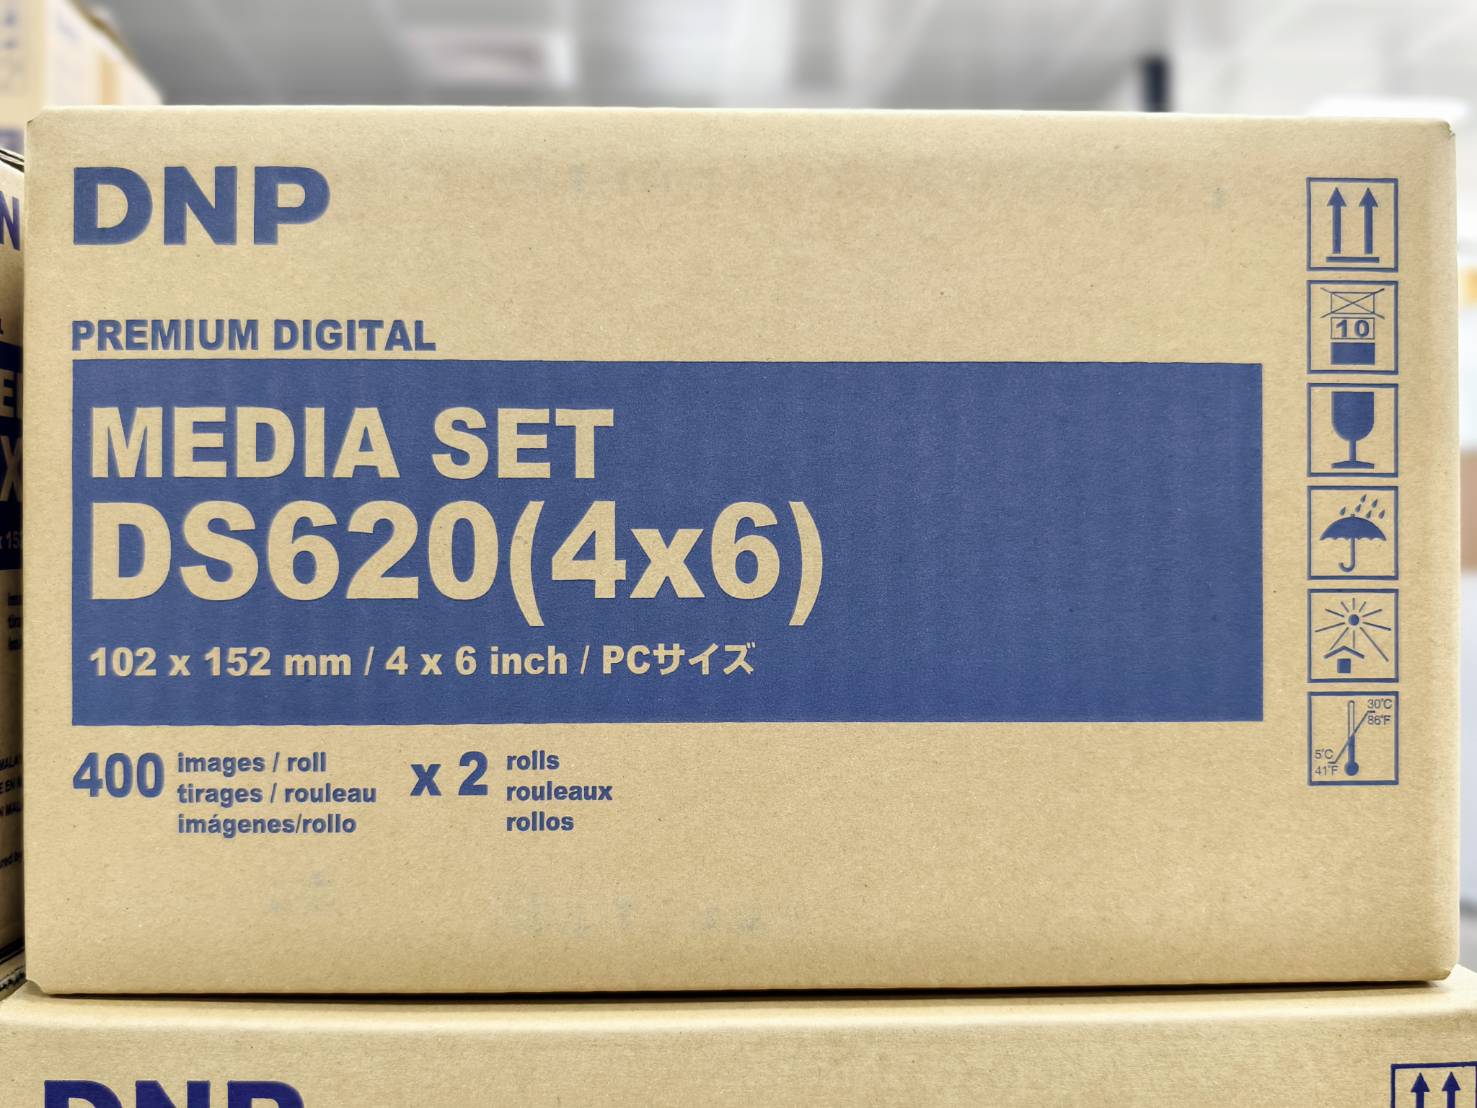 DNP
PREMIUM DIGITAL
MEDIA SET
DS620(4x6)
102 x 152 mm / 4 x 6 inch / PCサイズ
400 images / roll
tirages / rouleau
imágenes/rollo
x 2 rolls
rouleaux
rollos
10
30°C
86°F
5°C
41°F
DNP